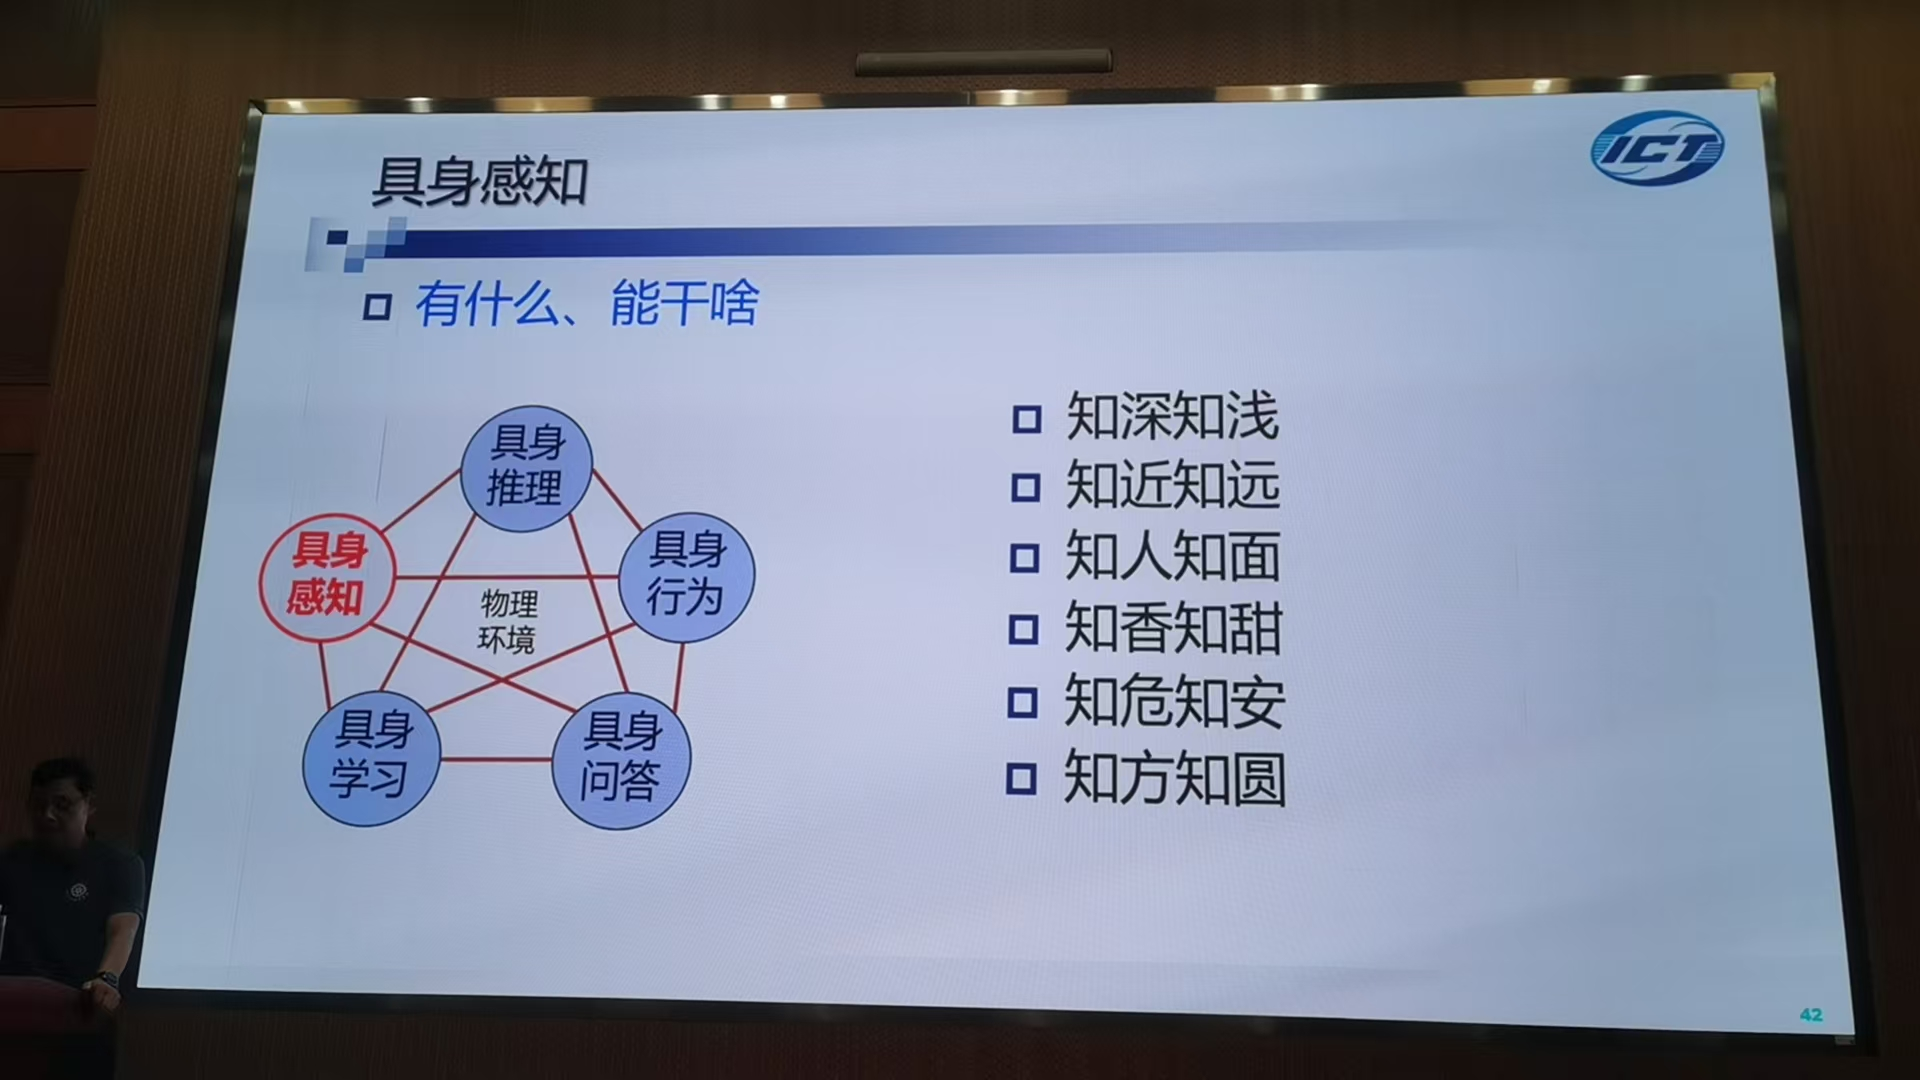 具身感知
ICT
有什么、能干啥
具身
推理
具身
感知
具身
行为
物理
环境
具身
学习
具身
问答
知深知浅
知近知远
知人知面
知香知甜
知危知安
知方知圆
42